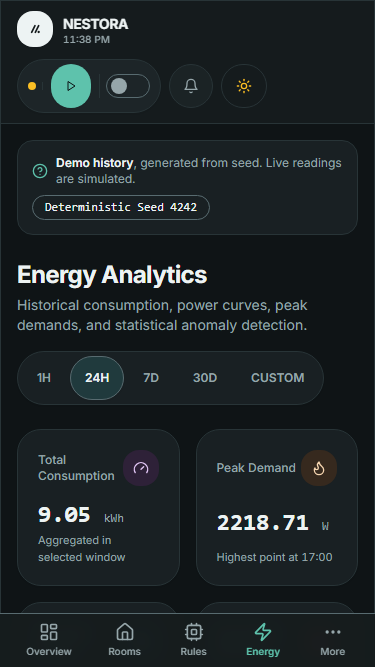 NESTORA
11:38 PM
Demo history, generated from seed. Live readings
are simulated.
Deterministic Seed 4242
Energy Analytics
Historical consumption, power curves, peak
demands, and statistical anomaly detection.
1H 24H 7D 30D CUSTOM
Total
Consumption
9.05 kWh
Aggregated in
selected window
Peak Demand
2218.71 W
Highest point at 17:00
Overview Rooms Rules Energy More